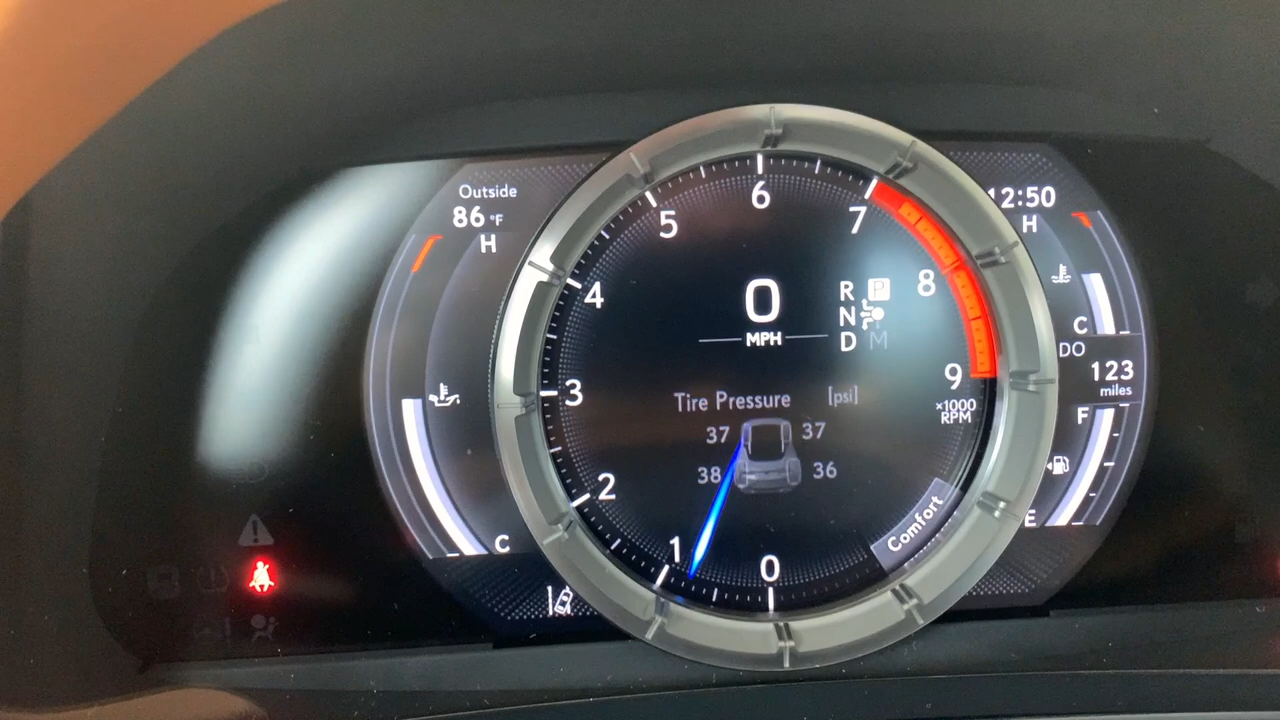 Outside
86 °F
H
C
12:50
H
C
DO
123
miles
F
E
0
1
2
3
4
5
6
7
8
9
×1000
RPM
0
MPH
R P
N
D M
Tire Pressure [psi]
37 37
38 36
Comfort